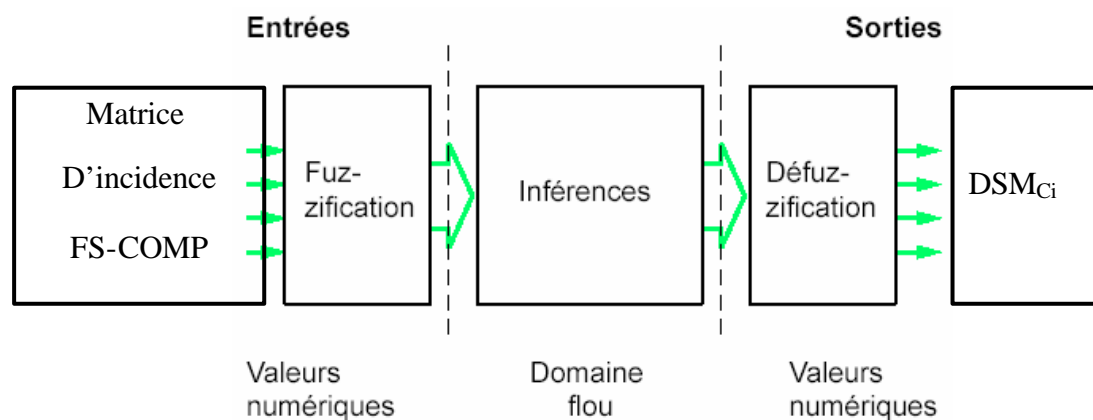 Entrées
Sorties
Matrice
D’incidence
FS-COMP
Fuz-
zification
Inférences
Défuz-
zification
DSMCi
Valeurs
numériques
Domaine
flou
Valeurs
numériques